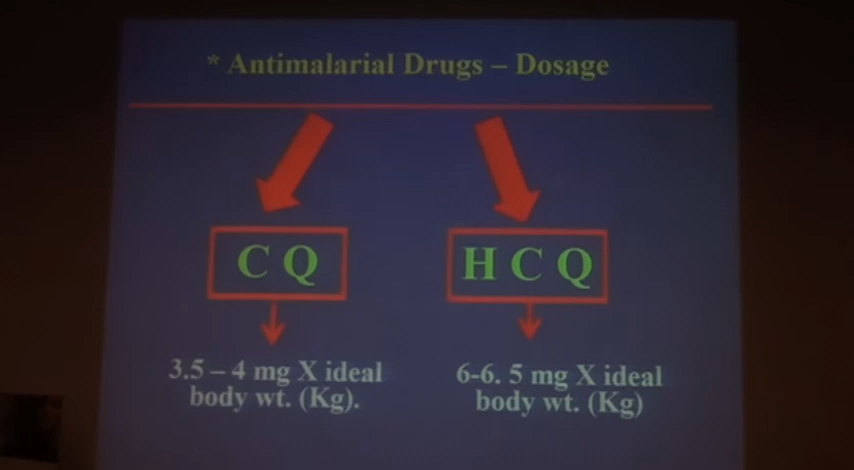 * Antimalarial Drugs – Dosage
C Q
H C Q
3.5 – 4 mg X ideal
body wt. (Kg).
6-6. 5 mg X ideal
body wt. (Kg)